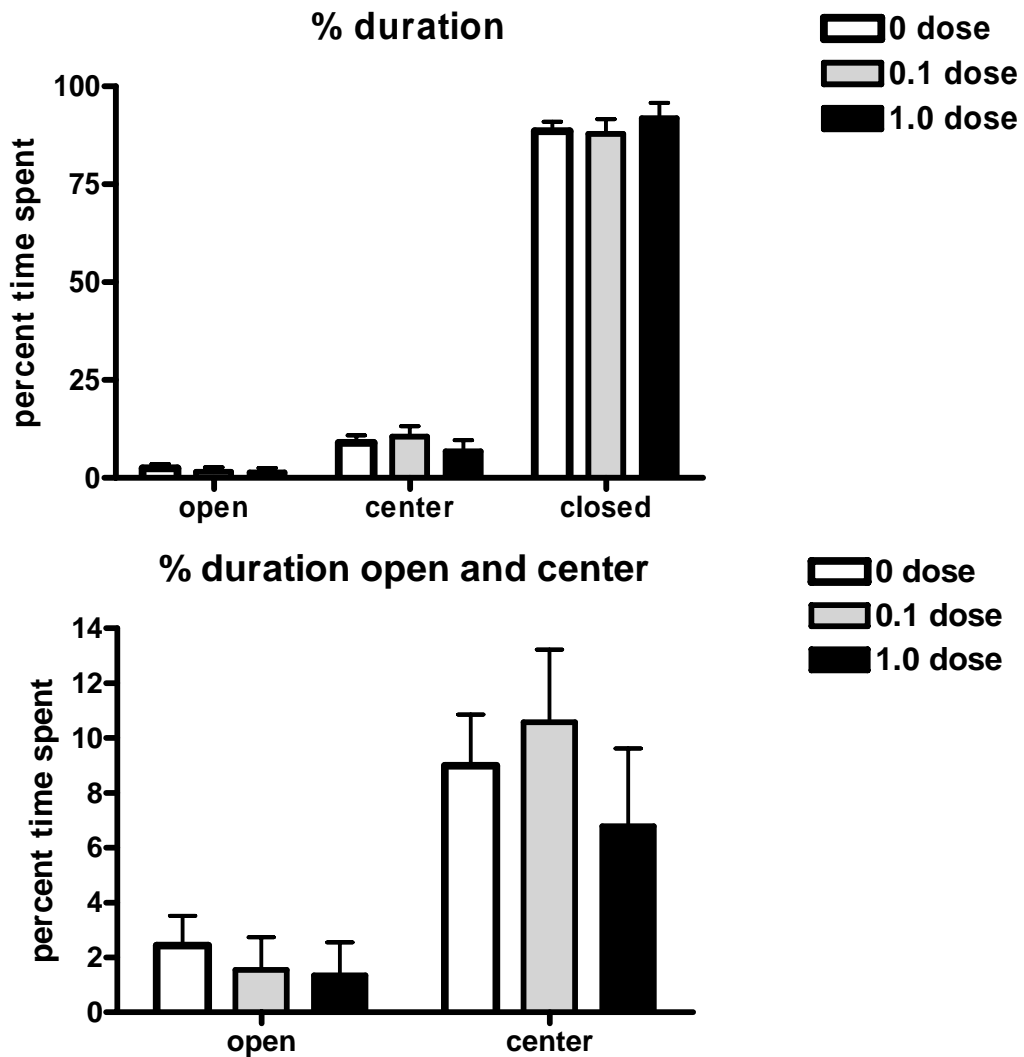 % duration
0 dose
0.1 dose
1.0 dose
percent time spent
100
75
50
25
0
open center closed
% duration open and center
0 dose
0.1 dose
1.0 dose
percent time spent
14
12
10
8
6
4
2
0
open center